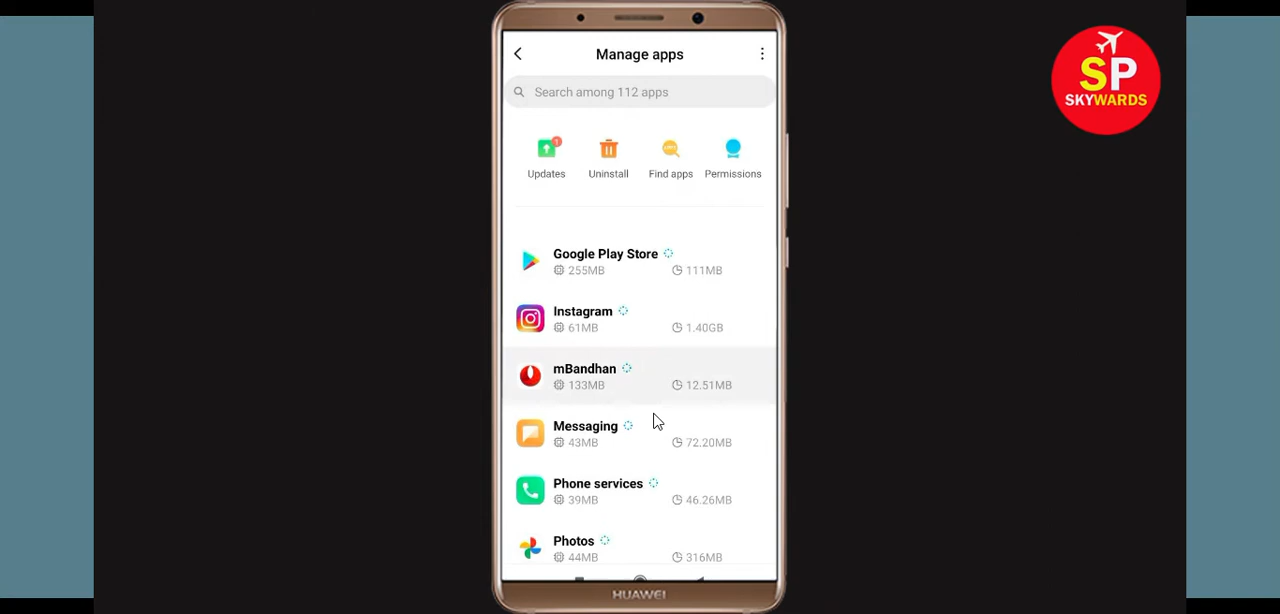 Manage apps
Search among 112 apps
Updates Uninstall Find apps Permissions
Google Play Store
255MB 111MB
Instagram
61MB 1.40GB
mBandhan
133MB 12.51MB
Messaging
43MB 72.20MB
Phone services
39MB 46.26MB
Photos
44MB 316MB
HUAWEI
SP
SKYWARDS